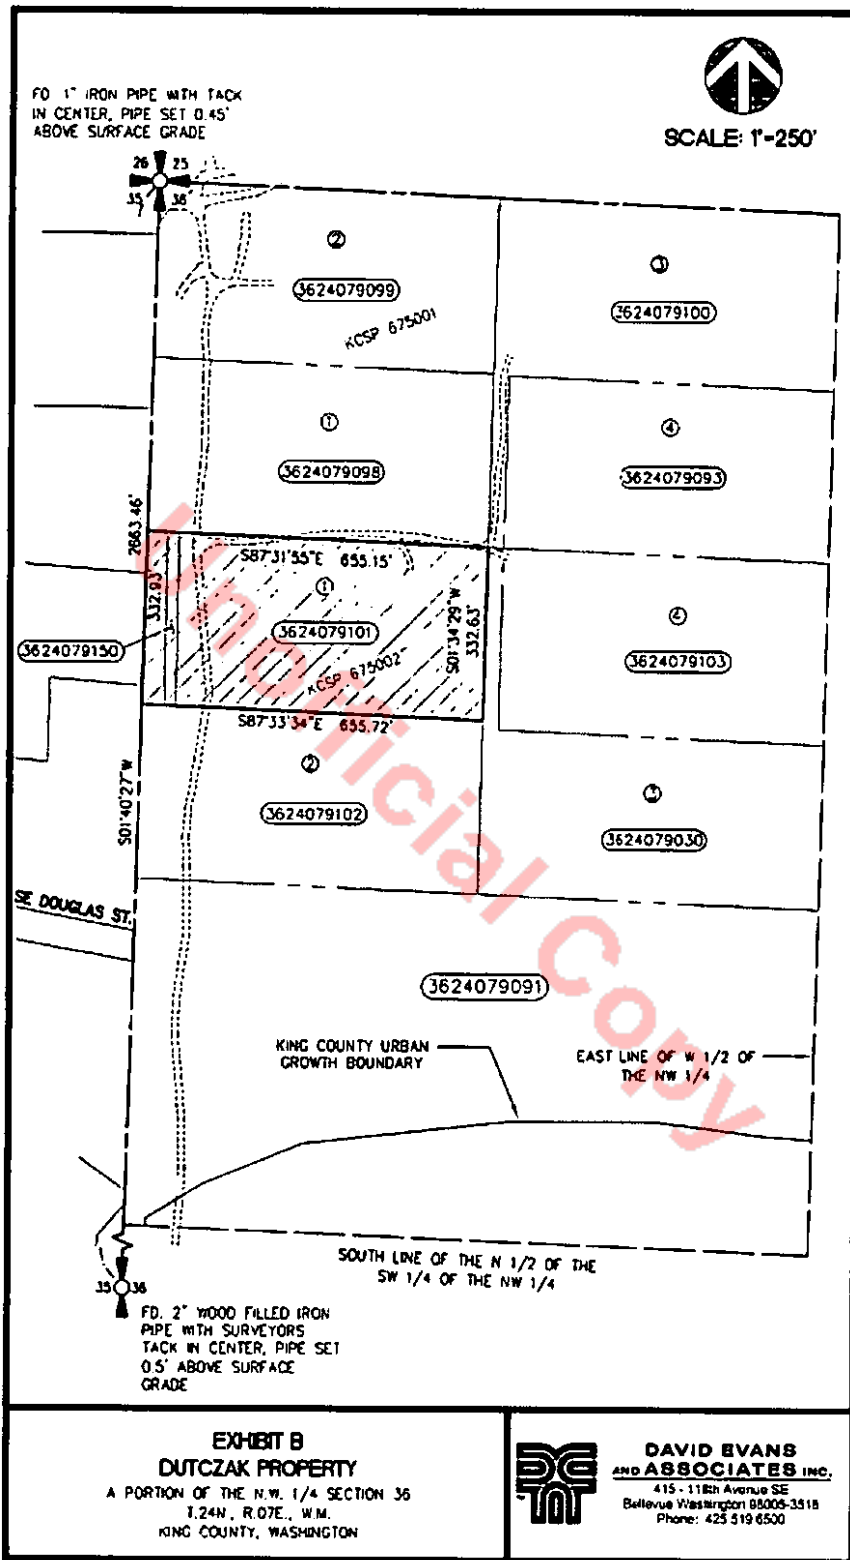 FD 1" IRON PIPE WITH TACK
IN CENTER, PIPE SET 0.45'
ABOVE SURFACE GRADE
SCALE: 1"-250'
26 25
35 36
2
3624079099
KCSP 675001
3
3624079100
1
3624079098
4
3624079093
2663.46'
332.93'
S87°31'55"E 655.15'
1
3624079101
KCSP 675002
S01°34'29"W
332.63'
3624079150
S87°33'34"E 655.72'
4
3624079103
2
3624079102
3
3624079030
S01°40'27"W
SE DOUGLAS ST.
3624079091
KING COUNTY URBAN
GROWTH BOUNDARY
EAST LINE OF W 1/2 OF
THE NW 1/4
SOUTH LINE OF THE N 1/2 OF THE
SW 1/4 OF THE NW 1/4
35 36
FD. 2" WOOD FILLED IRON
PIPE WITH SURVEYORS
TACK IN CENTER, PIPE SET
0.5' ABOVE SURFACE
GRADE
Unofficial Copy
EXHIBIT B
DUTCZAK PROPERTY
A PORTION OF THE N.W. 1/4 SECTION 36
T.24N., R.07E., W.M.
KING COUNTY, WASHINGTON
DAVID EVANS
AND ASSOCIATES INC.
415 - 118th Avenue SE
Bellevue Washington 98005-3518
Phone: 425 519 6500